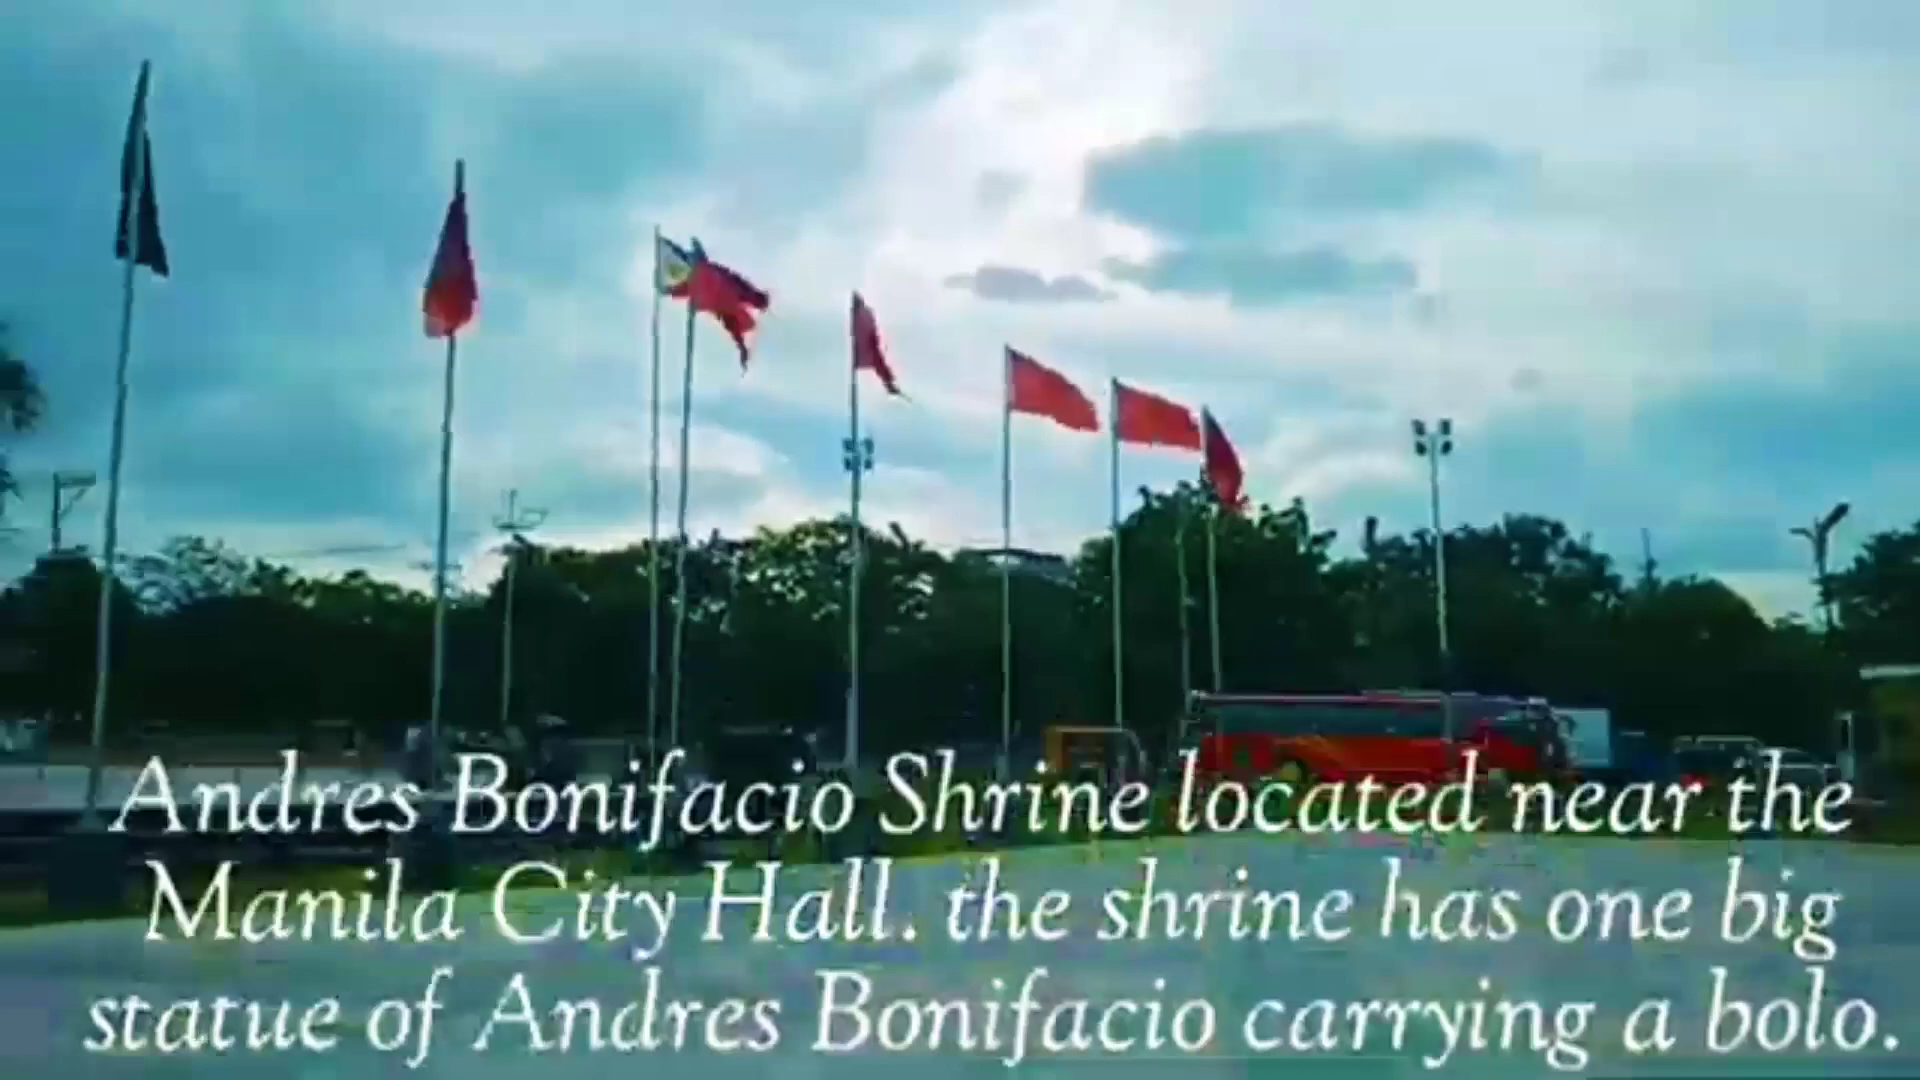 Andres Bonifacio Shrine located near the
Manila City Hall. the shrine has one big
statue of Andres Bonifacio carrying a bolo.